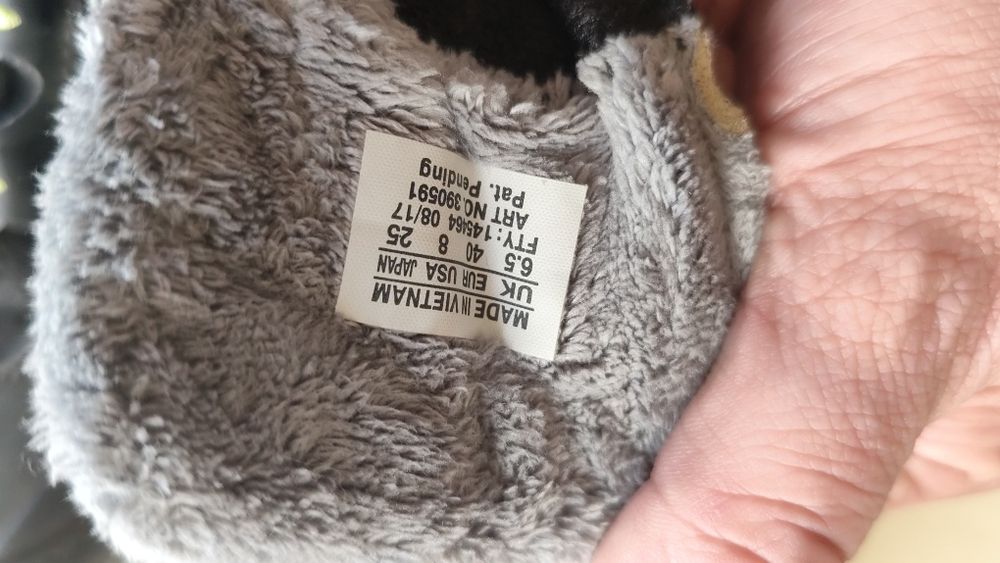 MADE IN VIETNAM
UK EUR USA JAPAN
6.5 40 8 25
FTY: 145464 08/17
ART NO.390591
Pat. Pending